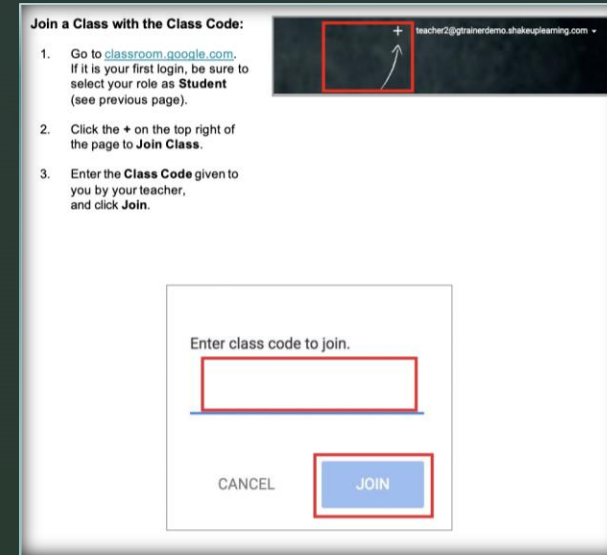 Join a Class with the Class Code:
1. Go to classroom.google.com.
If it is your first login, be sure to
select your role as Student
(see previous page).
2. Click the + on the top right of
the page to Join Class.
3. Enter the Class Code given to
you by your teacher,
and click Join.
+ teacher2@gtrainerdemo.shakeuplearning.com
Enter class code to join.
CANCEL JOIN